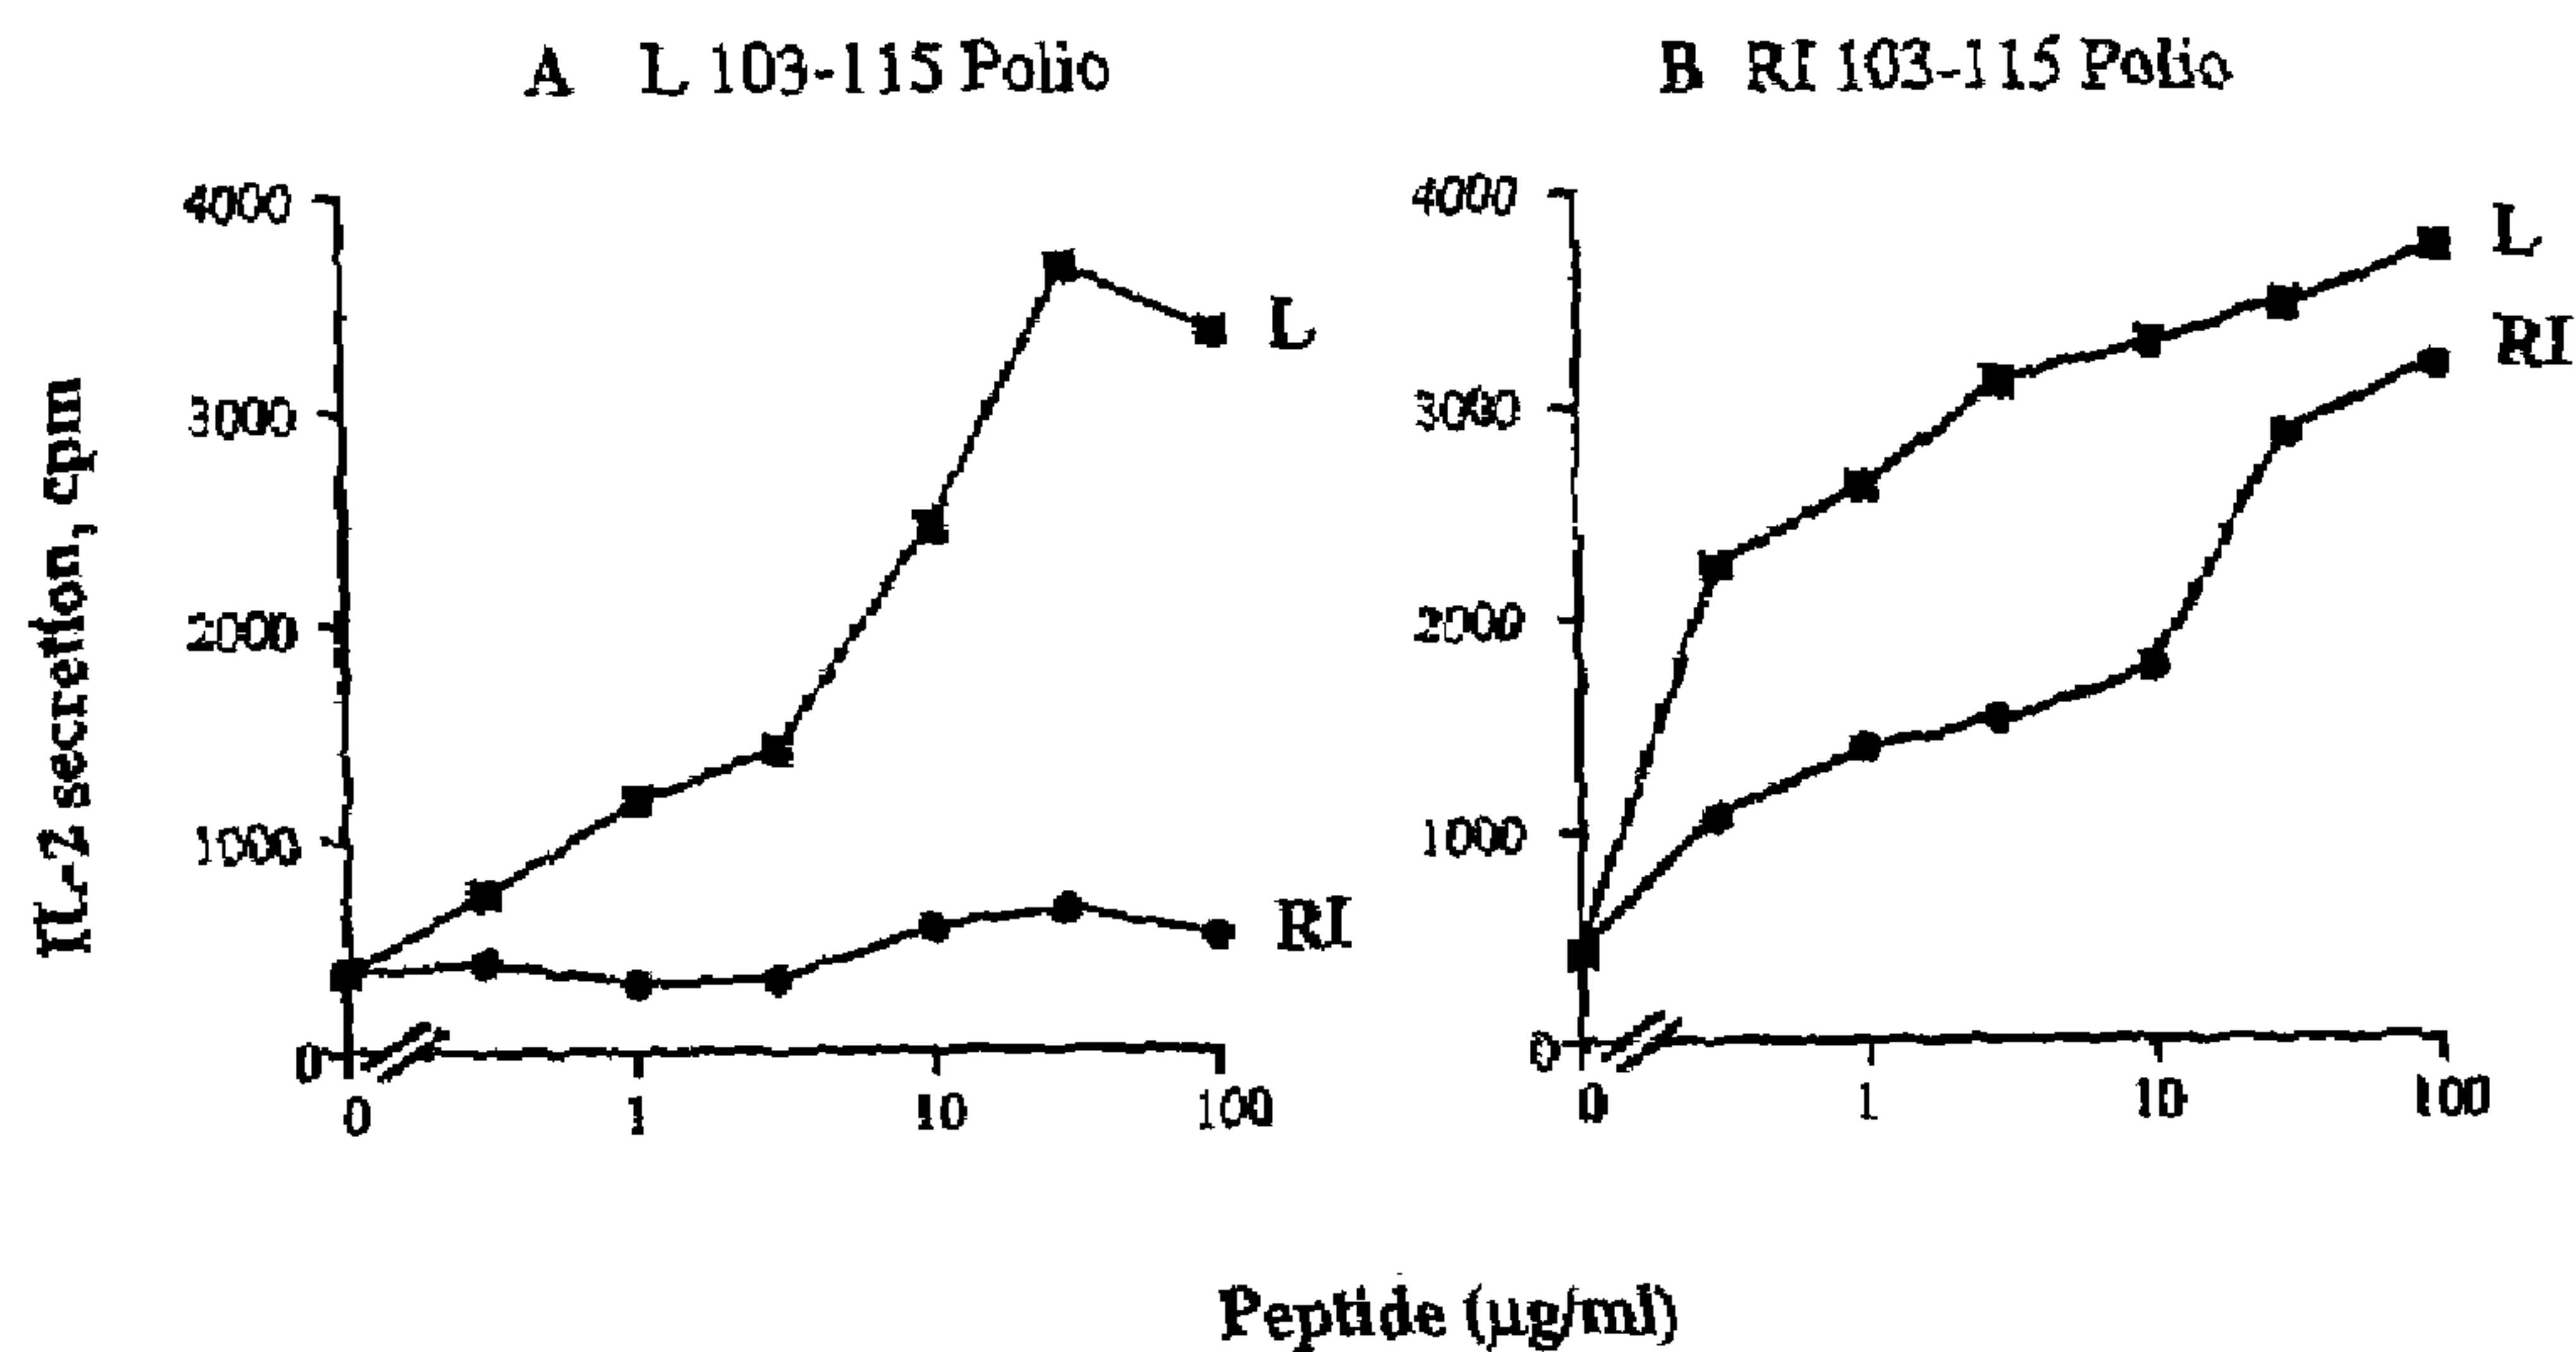 A L 103-115 Polio
B RI 103-115 Polio
IL-2 secretion, cpm
4000
3000
2000
1000
0
0
1
10
100
L
RI
4000
3000
2000
1000
0
0
1
10
100
L
RI
Peptide (µg/ml)